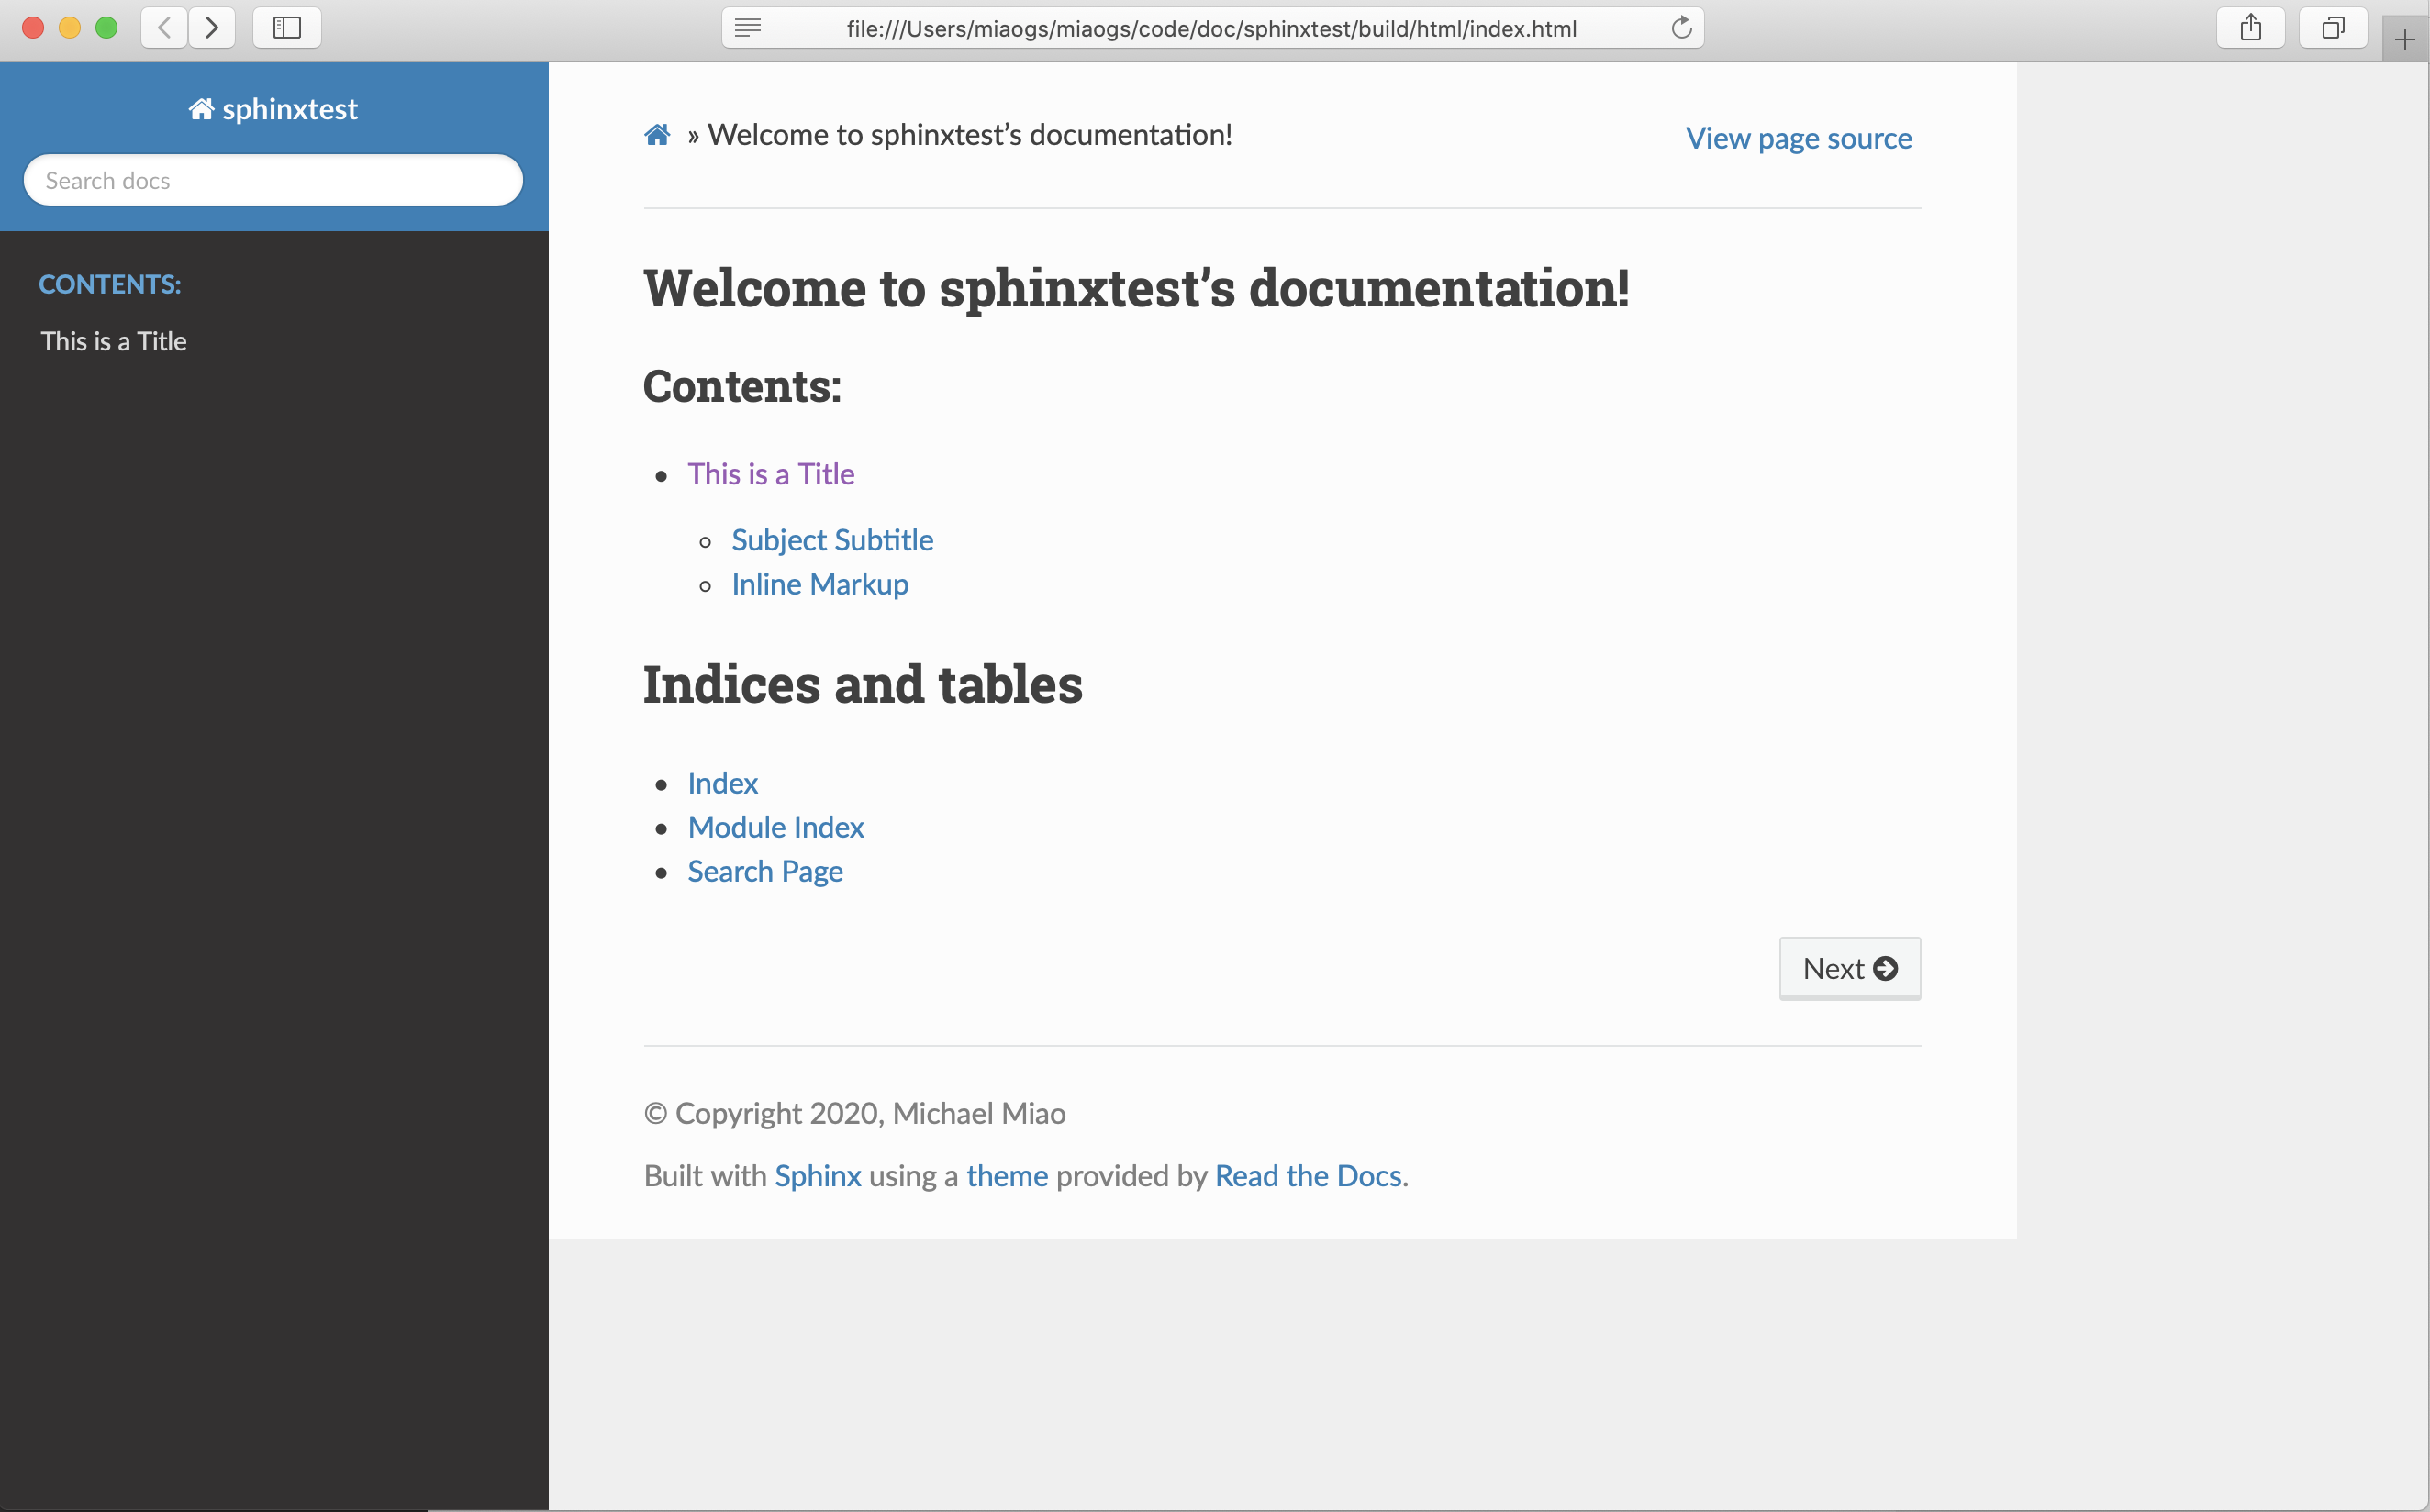 file:///Users/miaogs/miaogs/code/doc/sphinxtest/build/html/index.html
sphinxtest
Search docs
CONTENTS:
This is a Title
» Welcome to sphinxtest’s documentation!
View page source
Welcome to sphinxtest’s documentation!
Contents:
This is a Title
Subject Subtitle
Inline Markup
Indices and tables
Index
Module Index
Search Page
Next
© Copyright 2020, Michael Miao
Built with Sphinx using a theme provided by Read the Docs.